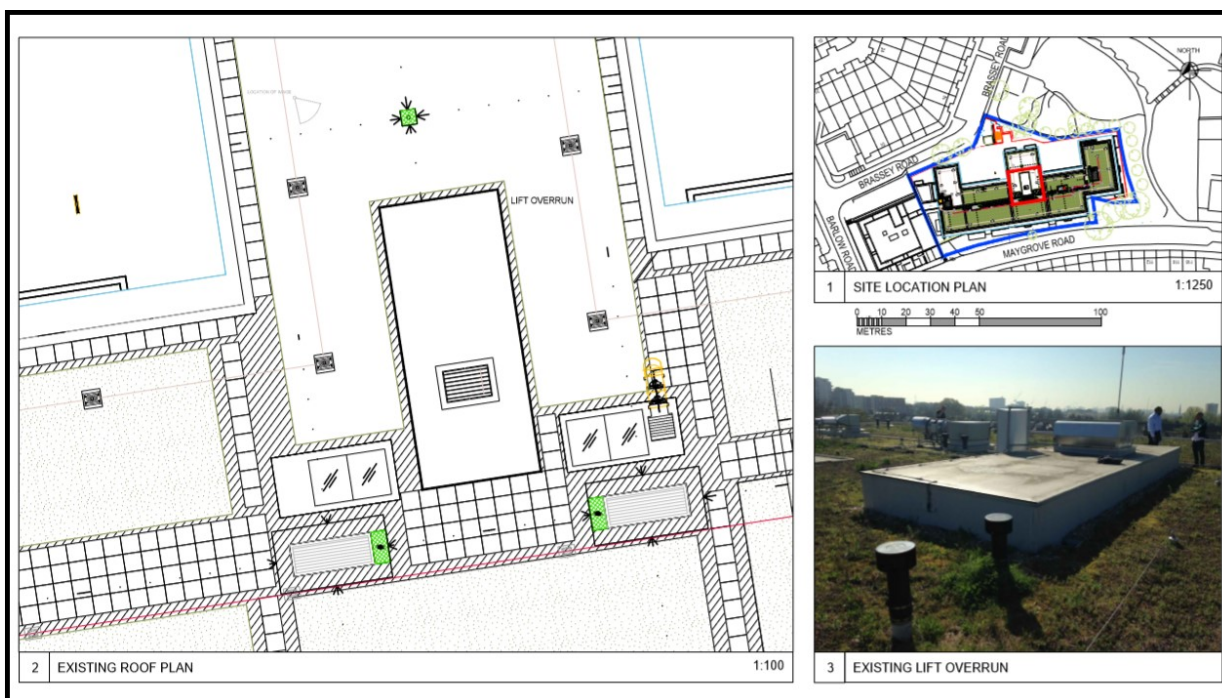 LIFT OVERRUN
2 EXISTING ROOF PLAN 1:100
NORTH
BRASSEY ROAD
BRASSEY ROAD
BARLOW ROAD
MAYGROVE ROAD
1 SITE LOCATION PLAN 1:1250
0 10 20 30 40 50 100
METRES
3 EXISTING LIFT OVERRUN